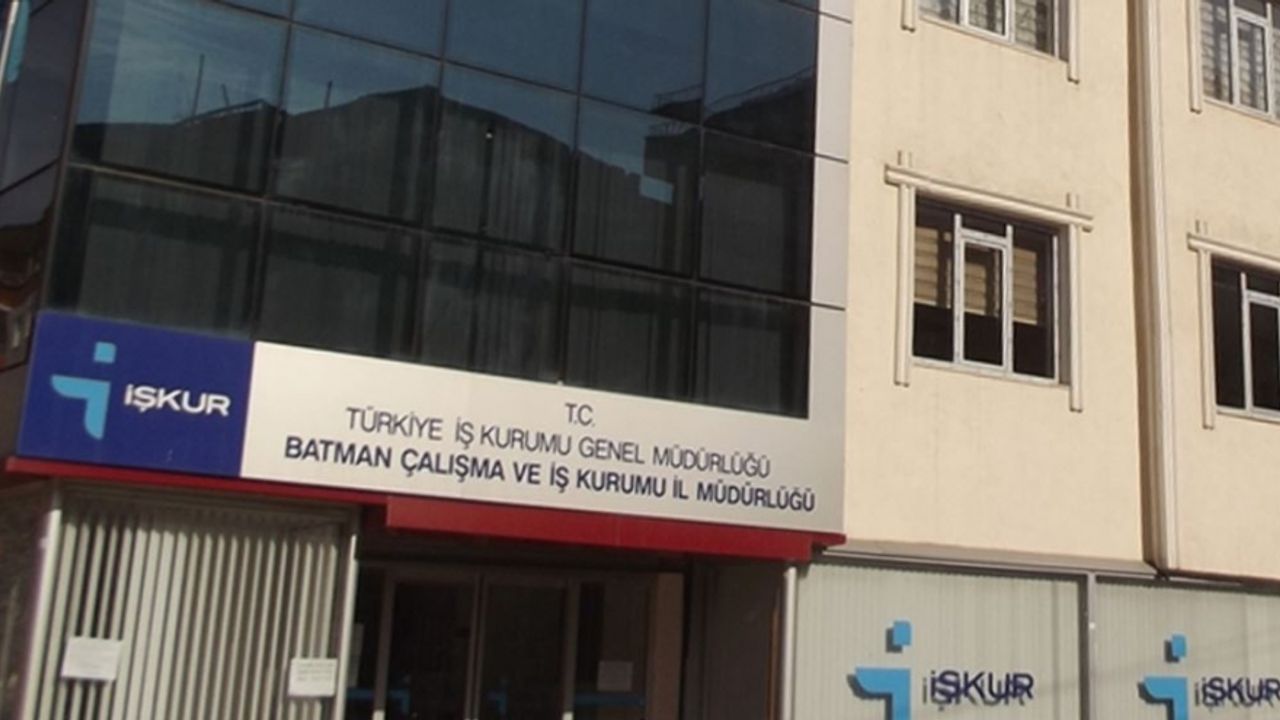 İŞKUR
T.C.
TÜRKİYE İŞ KURUMU GENEL MÜDÜRLÜĞÜ
BATMAN ÇALIŞMA VE İŞ KURUMU İL MÜDÜRLÜĞÜ
İŞKUR
İŞKUR